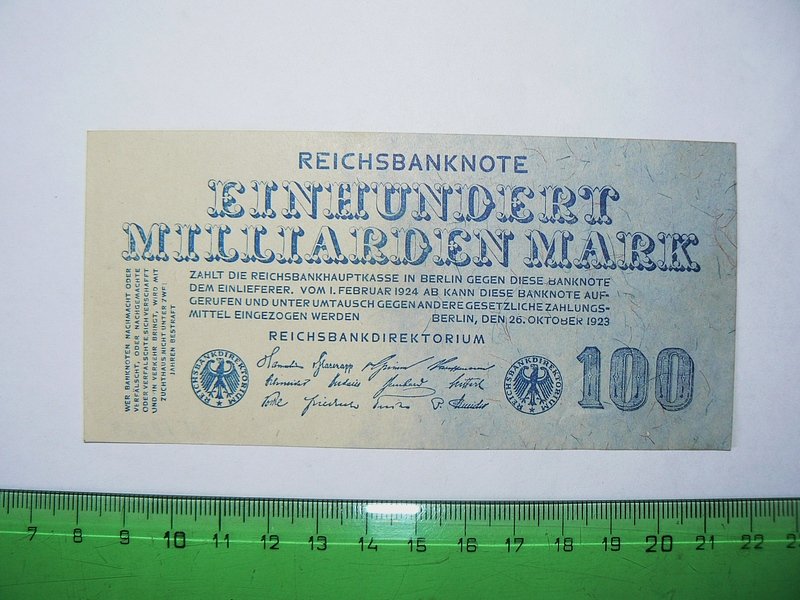 REICHSBANKNOTE
EINHUNDERT
MILLIARDEN MARK
ZAHLT DIE REICHSBANKHAUPTKASSE IN BERLIN GEGEN DIESE BANKNOTE
DEM EINLIEFERER. VOM 1. FEBRUAR 1924 AB KANN DIESE BANKNOTE AUF-
GERUFEN UND UNTER UMTAUSCH GEGEN ANDERE GESETZLICHE ZAHLUNGS-
MITTEL EINGEZOGEN WERDEN BERLIN, DEN 26. OKTOBER 1923
REICHSBANKDIREKTORIUM
WER BANKNOTEN NACHMACHT ODER
VERFÄLSCHT, ODER NACHGEMACHTE
ODER VERFÄLSCHTE SICH VERSCHAFFT
UND IN VERKEHR BRINGT, WIRD MIT
ZUCHTHAUS NICHT UNTER ZWEI
JAHREN BESTRAFT
REICHSBANKDIREKTORIUM
REICHSBANKDIREKTORIUM
100
7 8 9 10 11 12 13 14 15 16 17 18 19 20 21 22